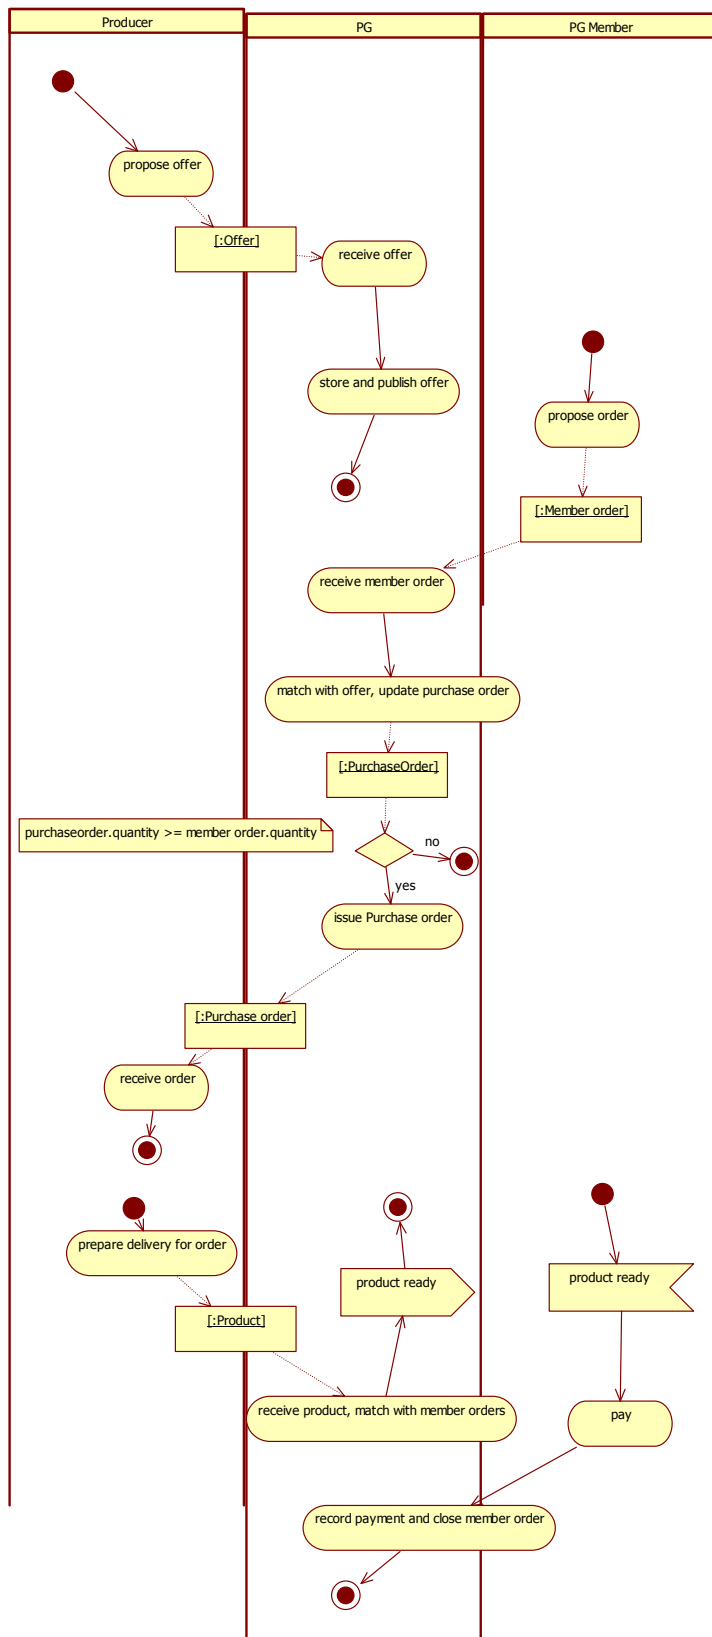 Producer
PG
PG Member
propose offer
[:Offer]
receive offer
store and publish offer
propose order
[:Member order]
receive member order
match with offer, update purchase order
[:PurchaseOrder]
purchaseorder.quantity >= member order.quantity
no
yes
issue Purchase order
[:Purchase order]
receive order
prepare delivery for order
product ready
product ready
[:Product]
receive product, match with member orders
pay
record payment and close member order